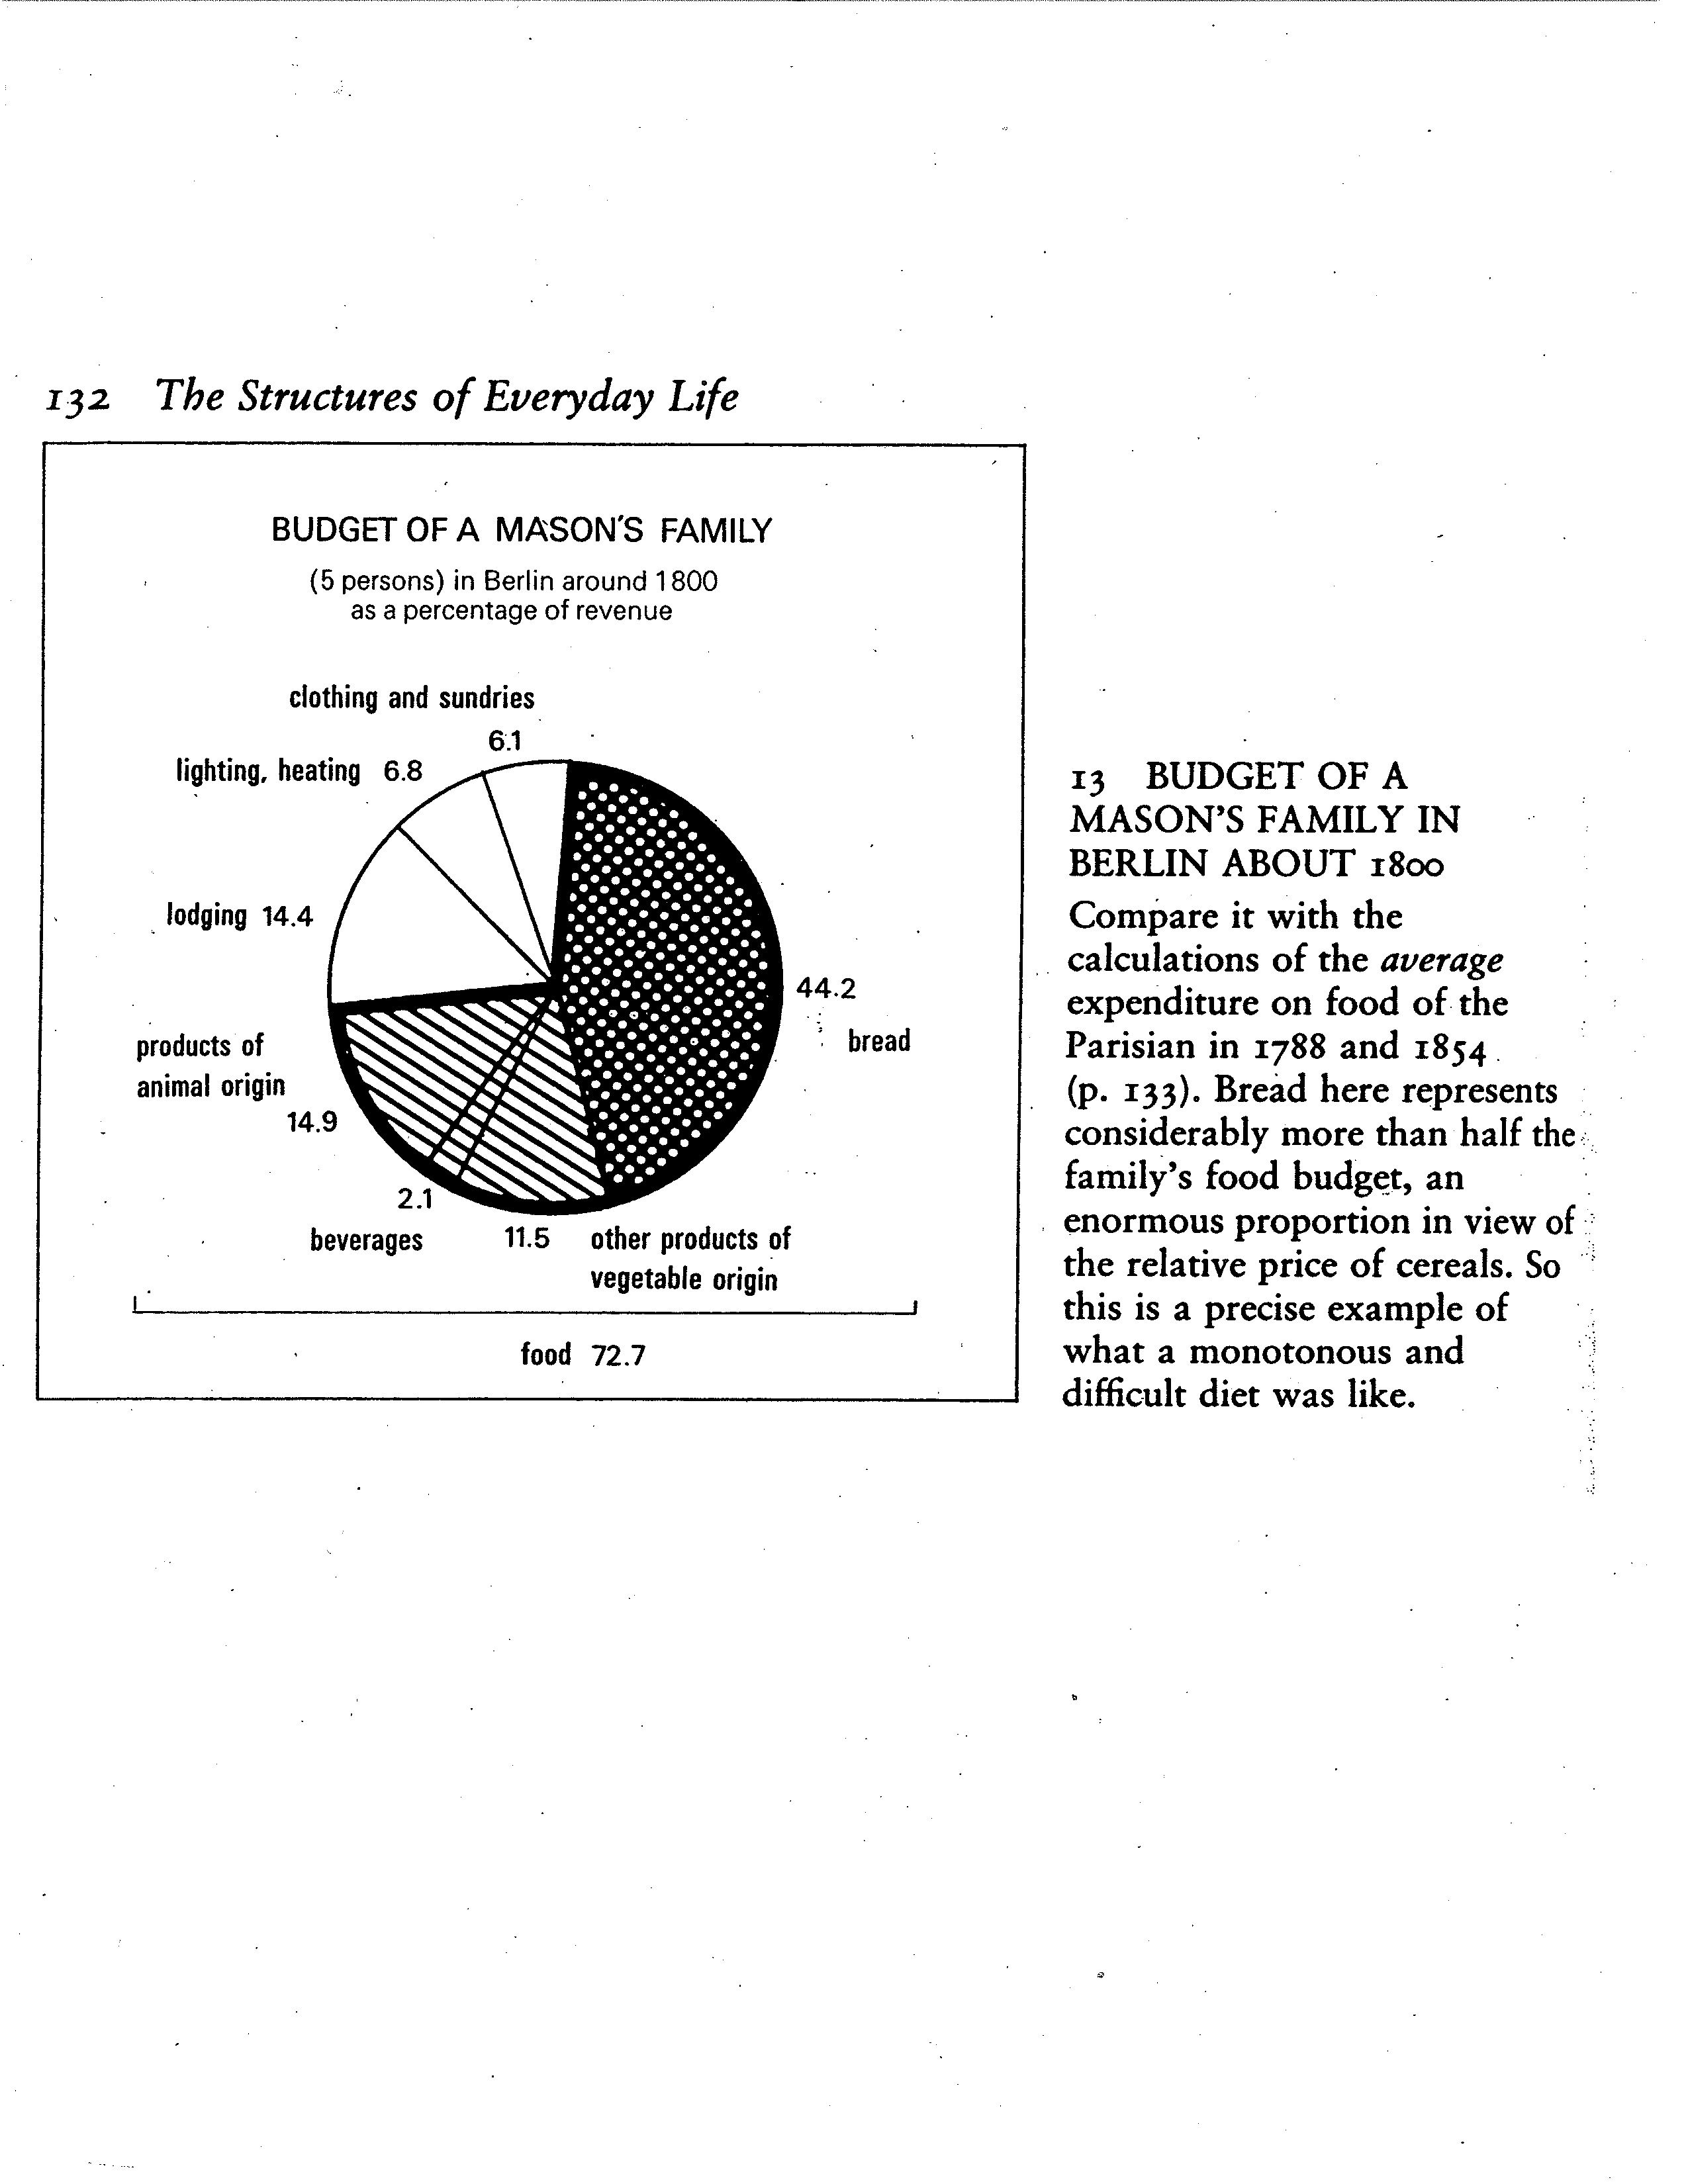 132 The Structures of Everyday Life
BUDGET OF A MASON'S FAMILY
(5 persons) in Berlin around 1800
as a percentage of revenue
clothing and sundries
6.1
lighting, heating 6.8
lodging 14.4
44.2
bread
products of
animal origin
14.9
2.1
beverages
11.5 other products of
vegetable origin
food 72.7
13 BUDGET OF A
MASON'S FAMILY IN
BERLIN ABOUT 1800
Compare it with the
calculations of the average
expenditure on food of the
Parisian in 1788 and 1854
(p. 133). Bread here represents
considerably more than half the
family's food budget, an
enormous proportion in view of
the relative price of cereals. So
this is a precise example of
what a monotonous and
difficult diet was like.